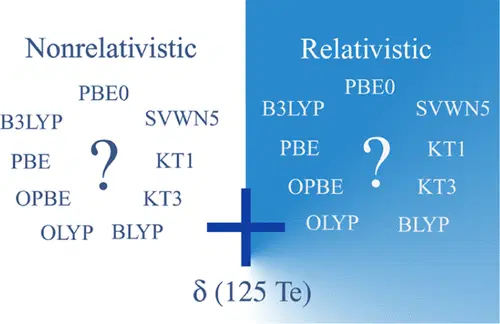 Nonrelativistic
PBE0
B3LYP
SVWN5
PBE
?
KT1
OPBE
KT3
OLYP
BLYP
Relativistic
PBE0
B3LYP
SVWN5
PBE
?
KT1
OPBE
KT3
OLYP
BLYP
+
δ (125 Te)